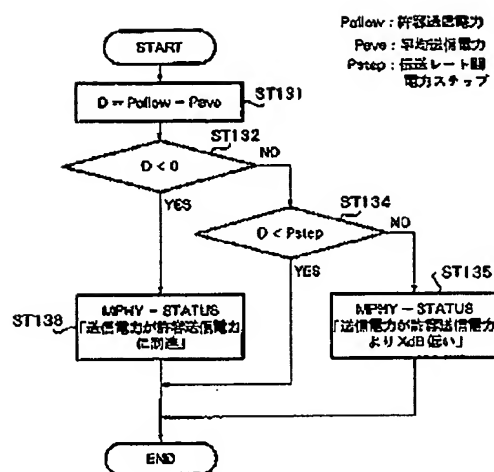 Pallow : 許容送信電力
Pave : 平均送信電力
Pstep : 伝送レート間
電力ステップ
START
ST131
D = Pallow − Pave
ST132
D < 0
NO
YES
ST134
D < Pstep
NO
YES
ST135
ST138
MPHY − STATUS
「送信電力が許容送信電力
に到達」
MPHY − STATUS
「送信電力が許容送信電力
より XdB 低い」
END